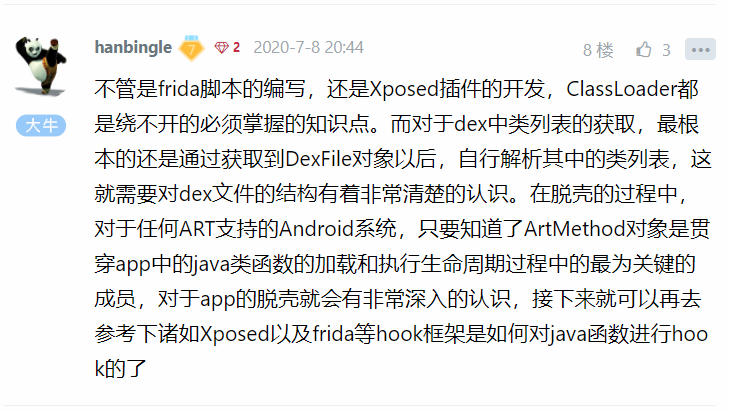 hanbingle 7 2 2020-7-8 20:44 8 楼 3
大牛
不管是frida脚本的编写，还是Xposed插件的开发，ClassLoader都
是绕不开的必须掌握的知识点。而对于dex中类列表的获取，最根
本的还是通过获取到DexFile对象以后，自行解析其中的类列表，这
就需要对dex文件的结构有着非常清楚的认识。在脱壳的过程中，
对于任何ART支持的Android系统，只要知道了ArtMethod对象是贯
穿app中的java类函数的加载和执行生命周期过程中的最为关键的
成员，对于app的脱壳就会有非常深入的认识，接下来就可以再去
参考下诸如Xposed以及frida等hook框架是如何对java函数进行hoo
k的了